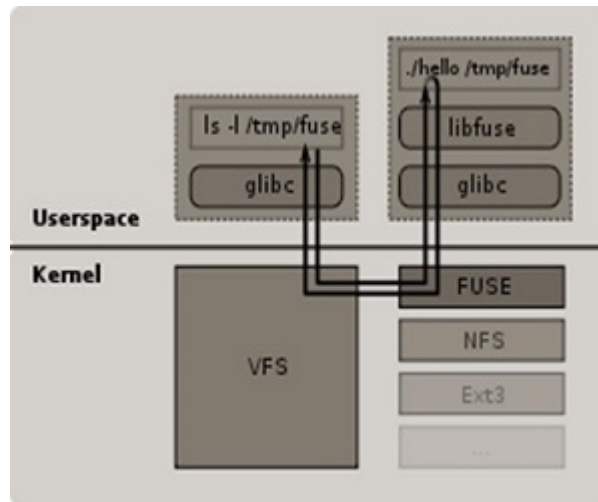 ./hello /tmp/fuse
ls -l /tmp/fuse
libfuse
glibc
glibc
Userspace
Kernel
FUSE
NFS
VFS
Ext3
...